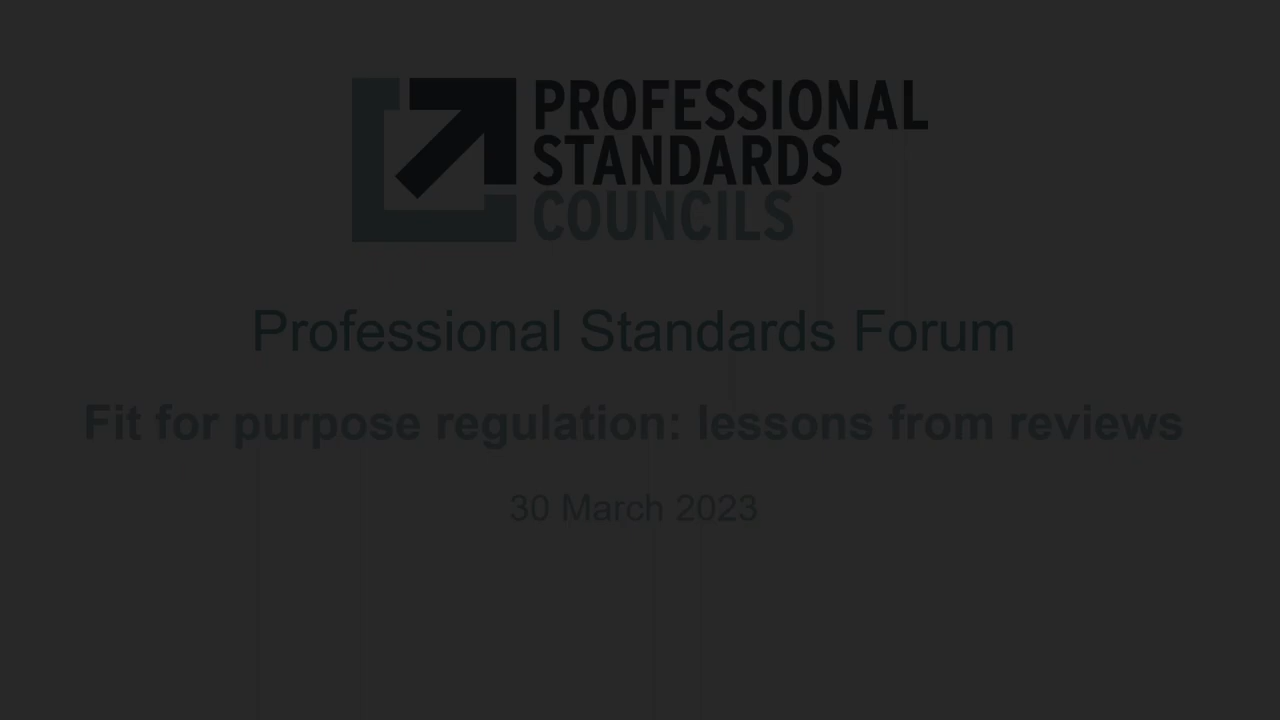 PROFESSIONAL
STANDARDS
COUNCILS
Professional Standards Forum
Fit for purpose regulation: lessons from reviews
30 March 2023